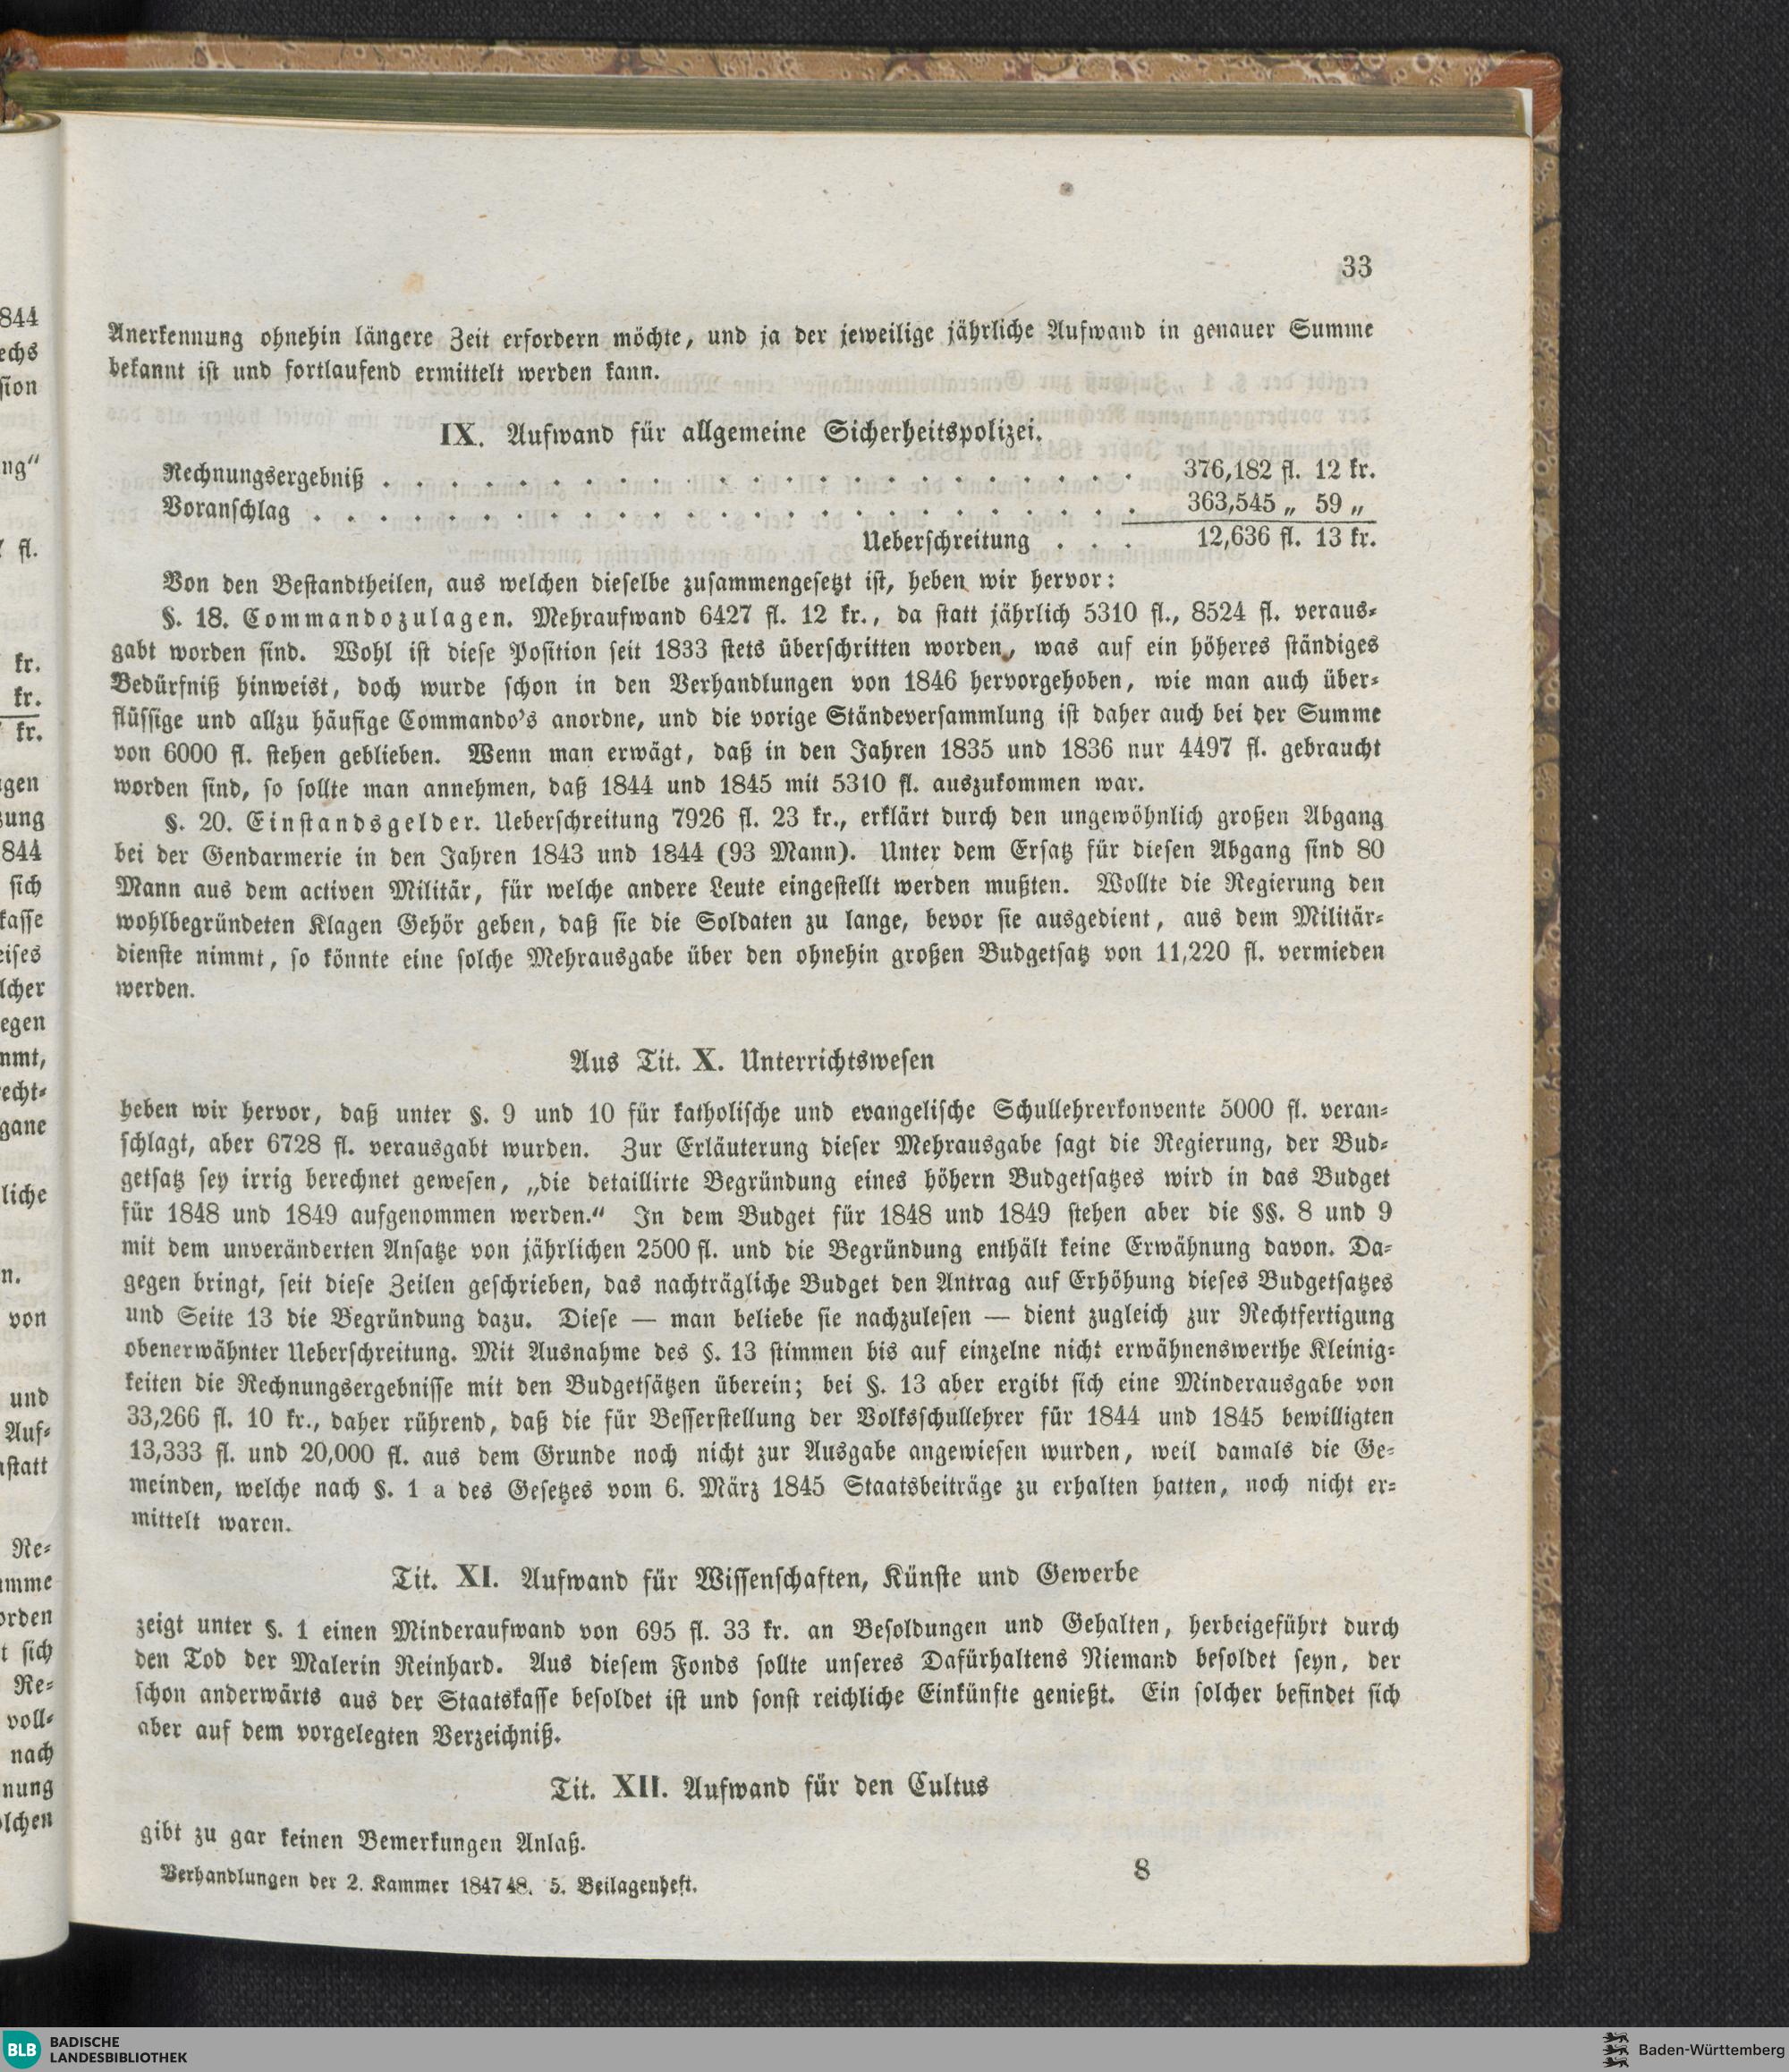 33
Anerkennung ohnehin längere Zeit erfordern möchte, und ja der jeweilige jährliche Aufwand in genauer Summe
bekannt ist und fortlaufend ermittelt werden kann.
IX. Aufwand für allgemeine Sicherheitspolizei.
Rechnungsergebniß . . . . . . . . . . . . . . . . . . . . . . . 376,182 fl. 12 kr.
Voranschlag . . . . . . . . . . . . . . . . . . . . . . . . . 363,545 „ 59 „
Ueberschreitung . . . 12,636 fl. 13 kr.
Von den Bestandtheilen, aus welchen dieselbe zusammengesetzt ist, heben wir hervor:
§. 18. Commandozulagen. Mehraufwand 6427 fl. 12 kr., da statt jährlich 5310 fl., 8524 fl. veraus-
gabt worden sind. Wohl ist diese Position seit 1833 stets überschritten worden, was auf ein höheres ständiges
Bedürfniß hinweist, doch wurde schon in den Verhandlungen von 1846 hervorgehoben, wie man auch über-
flüssige und allzu häufige Commando's anordne, und die vorige Ständeversammlung ist daher auch bei der Summe
von 6000 fl. stehen geblieben. Wenn man erwägt, daß in den Jahren 1835 und 1836 nur 4497 fl. gebraucht
worden sind, so sollte man annehmen, daß 1844 und 1845 mit 5310 fl. auszukommen war.
§. 20. Einstandsgelder. Ueberschreitung 7926 fl. 23 kr., erklärt durch den ungewöhnlich großen Abgang
bei der Gendarmerie in den Jahren 1843 und 1844 (93 Mann). Unter dem Ersatz für diesen Abgang sind 80
Mann aus dem activen Militär, für welche andere Leute eingestellt werden mußten. Wollte die Regierung den
wohlbegründeten Klagen Gehör geben, daß sie die Soldaten zu lange, bevor sie ausgedient, aus dem Militär-
dienste nimmt, so könnte eine solche Mehrausgabe über den ohnehin großen Budgetsatz von 11,220 fl. vermieden
werden.
Aus Tit. X. Unterrichtswesen
heben wir hervor, daß unter §. 9 und 10 für katholische und evangelische Schullehrerkonvente 5000 fl. veran-
schlagt, aber 6728 fl. verausgabt wurden. Zur Erläuterung dieser Mehrausgabe sagt die Regierung, der Bud-
getsatz sey irrig berechnet gewesen, „die detaillirte Begründung eines höhern Budgetsatzes wird in das Budget
für 1848 und 1849 aufgenommen werden.“ In dem Budget für 1848 und 1849 stehen aber die §§. 8 und 9
mit dem unveränderten Ansatze von jährlichen 2500 fl. und die Begründung enthält keine Erwähnung davon. Da-
gegen bringt, seit diese Zeilen geschrieben, das nachträgliche Budget den Antrag auf Erhöhung dieses Budgetsatzes
und Seite 13 die Begründung dazu. Diese — man beliebe sie nachzulesen — dient zugleich zur Rechtfertigung
obenerwähnter Ueberschreitung. Mit Ausnahme des §. 13 stimmen bis auf einzelne nicht erwähnenswerthe Kleinig-
keiten die Rechnungsergebnisse mit den Budgetsätzen überein; bei §. 13 aber ergibt sich eine Minderausgabe von
33,266 fl. 10 kr., daher rührend, daß die für Besserstellung der Volksschullehrer für 1844 und 1845 bewilligten
13,333 fl. und 20,000 fl. aus dem Grunde noch nicht zur Ausgabe angewiesen wurden, weil damals die Ge-
meinden, welche nach §. 1 a des Gesetzes vom 6. März 1845 Staatsbeiträge zu erhalten hatten, noch nicht er-
mittelt waren.
Tit. XI. Aufwand für Wissenschaften, Künste und Gewerbe
zeigt unter §. 1 einen Minderaufwand von 695 fl. 33 kr. an Besoldungen und Gehalten, herbeigeführt durch
den Tod der Malerin Reinhard. Aus diesem Fonds sollte unseres Dafürhaltens Niemand besoldet seyn, der
schon anderwärts aus der Staatskasse besoldet ist und sonst reichliche Einkünfte genießt. Ein solcher befindet sich
aber auf dem vorgelegten Verzeichniß.
Tit. XII. Aufwand für den Cultus
gibt zu gar keinen Bemerkungen Anlaß.
Verhandlungen der 2. Kammer 1847 48. 5. Beilagenheft. 8
BLB BADISCHE
LANDESBIBLIOTHEK
Baden-Württemberg